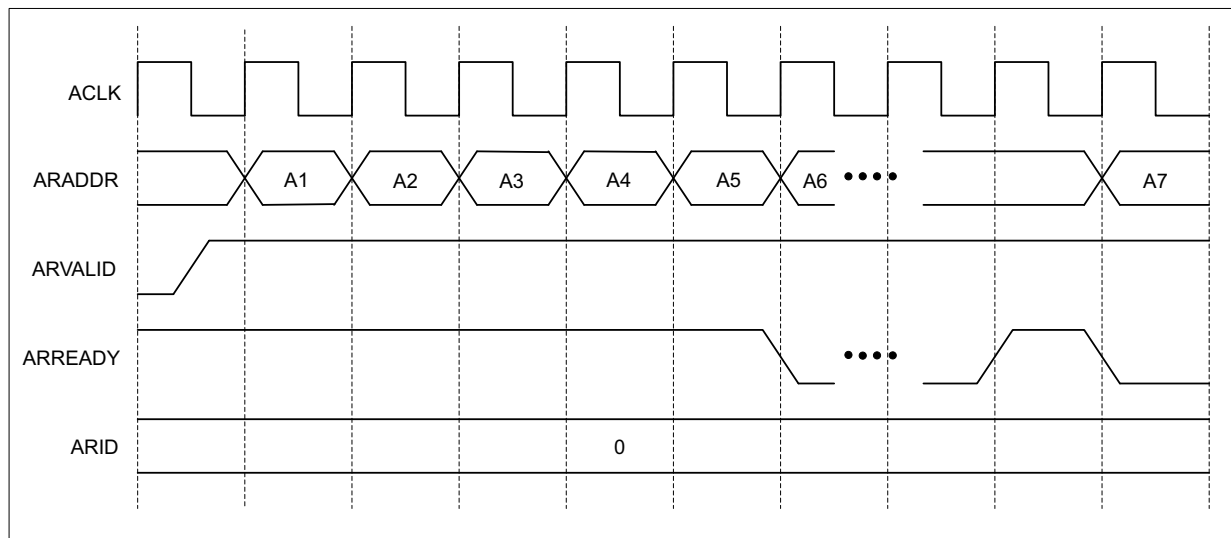 ACLK
ARADDR A1 A2 A3 A4 A5 A6 A7
ARVALID
ARREADY
ARID 0